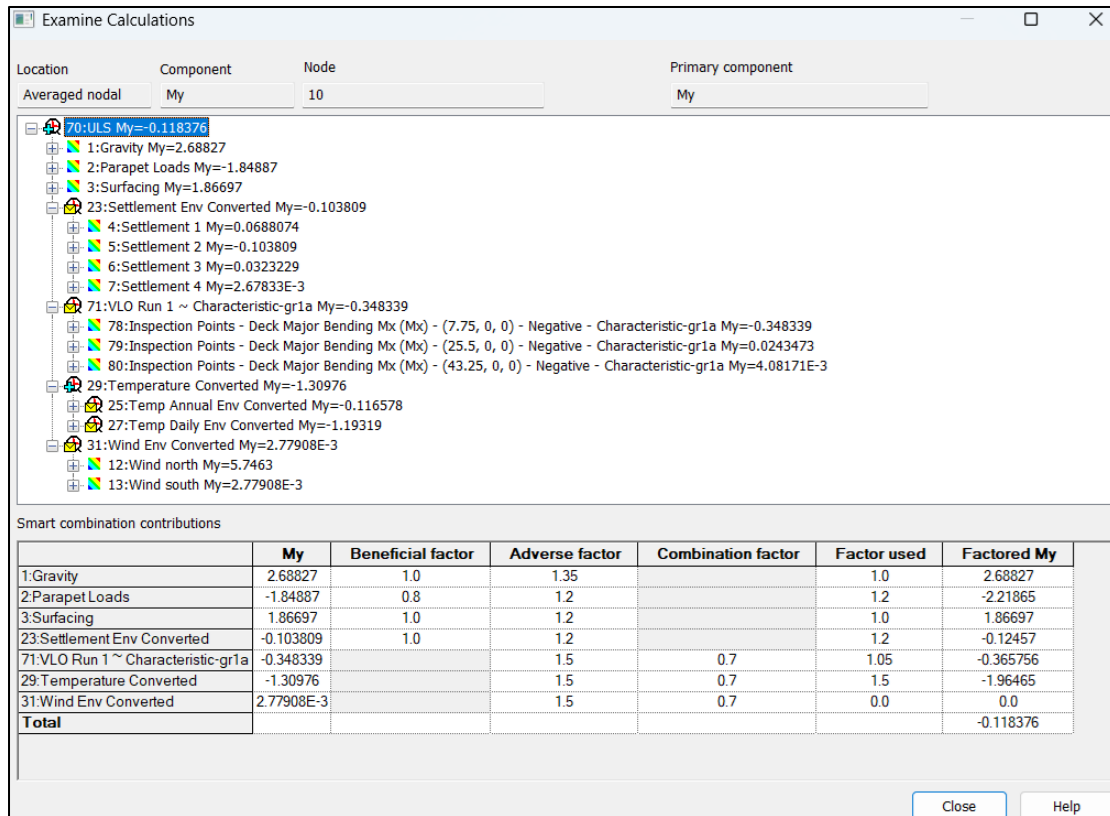 Examine Calculations
Location Component Node Primary component
Averaged nodal My 10 My
70:ULS My=-0.118376
1:Gravity My=2.68827
2:Parapet Loads My=-1.84887
3:Surfacing My=1.86697
23:Settlement Env Converted My=-0.103809
4:Settlement 1 My=0.0688074
5:Settlement 2 My=-0.103809
6:Settlement 3 My=0.0323229
7:Settlement 4 My=2.67833E-3
71:VLO Run 1 ~ Characteristic-gr1a My=-0.348339
78:Inspection Points - Deck Major Bending Mx (Mx) - (7.75, 0, 0) - Negative - Characteristic-gr1a My=-0.348339
79:Inspection Points - Deck Major Bending Mx (Mx) - (25.5, 0, 0) - Negative - Characteristic-gr1a My=0.0243473
80:Inspection Points - Deck Major Bending Mx (Mx) - (43.25, 0, 0) - Negative - Characteristic-gr1a My=4.08171E-3
29:Temperature Converted My=-1.30976
25:Temp Annual Env Converted My=-0.116578
27:Temp Daily Env Converted My=-1.19319
31:Wind Env Converted My=2.77908E-3
12:Wind north My=5.7463
13:Wind south My=2.77908E-3
Smart combination contributions
My Beneficial factor Adverse factor Combination factor Factor used Factored My
1:Gravity 2.68827 1.0 1.35 1.0 2.68827
2:Parapet Loads -1.84887 0.8 1.2 1.2 -2.21865
3:Surfacing 1.86697 1.0 1.2 1.0 1.86697
23:Settlement Env Converted -0.103809 1.0 1.2 1.2 -0.12457
71:VLO Run 1 ~ Characteristic-gr1a -0.348339 1.5 0.7 1.05 -0.365756
29:Temperature Converted -1.30976 1.5 0.7 1.5 -1.96465
31:Wind Env Converted 2.77908E-3 1.5 0.7 0.0 0.0
Total -0.118376
Close Help